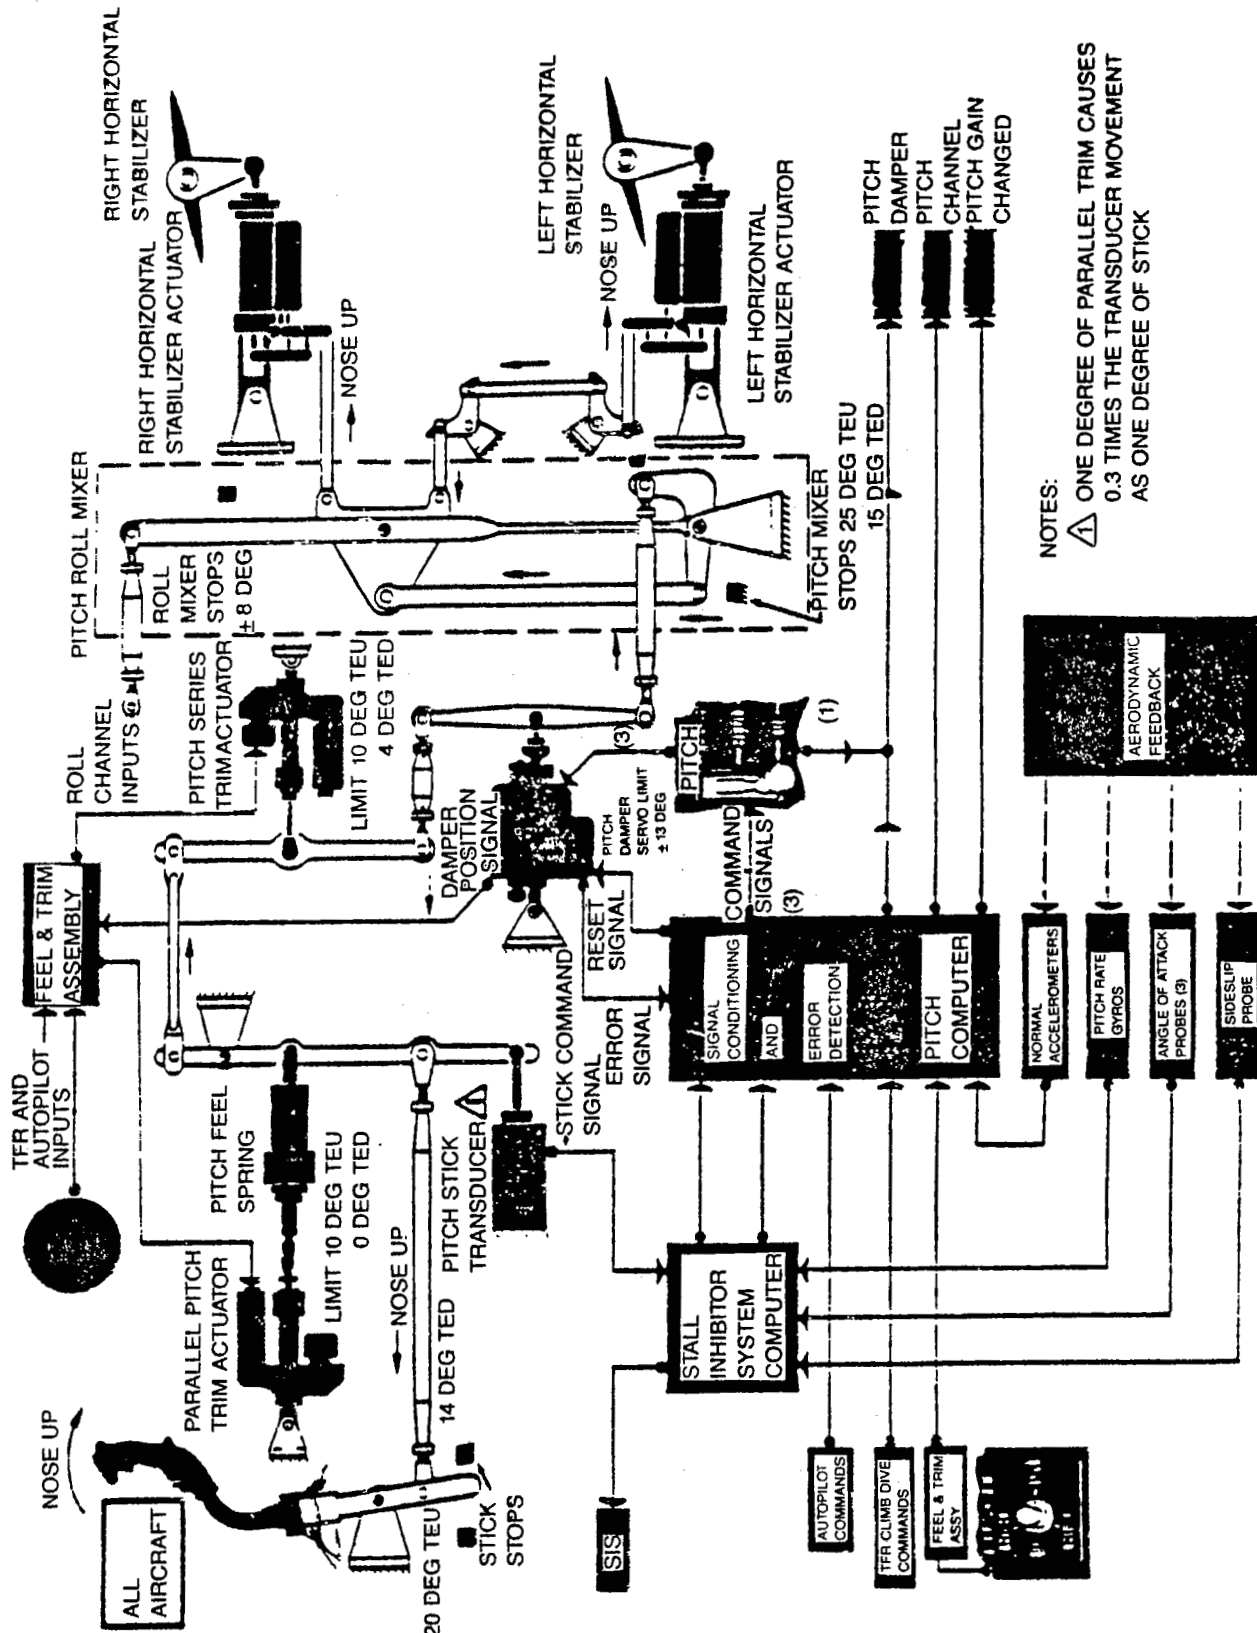 ALL
AIRCRAFT
NOSE UP
20 DEG TEU
STICK
STOPS
14 DEG TED
NOSE UP
PARALLEL PITCH
TRIM ACTUATOR
LIMIT 10 DEG TEU
0 DEG TED
TFR AND
AUTOPILOT
INPUTS
FEEL & TRIM
ASSEMBLY
PITCH FEEL
SPRING
PITCH STICK
TRANSDUCER
1
STICK COMMAND
SIGNAL
ERROR
SIGNAL
RESET
SIGNAL
ROLL
CHANNEL
INPUTS
PITCH SERIES
TRIMACTUATOR
LIMIT 10 DEG TEU
4 DEG TED
DAMPER
POSITION
SIGNAL
PITCH
DAMPER
SERVO LIMIT
± 13 DEG
(3)
PITCH
(1)
COMMAND
SIGNALS
(3)
PITCH ROLL MIXER
ROLL
MIXER
STOPS
± 8 DEG
PITCH MIXER
STOPS 25 DEG TEU
15 DEG TED
RIGHT HORIZONTAL
STABILIZER
RIGHT HORIZONTAL
STABILIZER ACTUATOR
NOSE UP
LEFT HORIZONTAL
STABILIZER
NOSE UP
LEFT HORIZONTAL
STABILIZER ACTUATOR
PITCH
DAMPER
PITCH
CHANNEL
PITCH GAIN
CHANGED
SIS
STALL
INHIBITOR
SYSTEM
COMPUTER
SIGNAL
CONDITIONING
AND
ERROR
DETECTION
PITCH
COMPUTER
AUTOPILOT
COMMANDS
TFR CLIMB DIVE
COMMANDS
FEEL & TRIM
ASSY
NORMAL
ACCELEROMETERS
PITCH RATE
GYROS
ANGLE OF ATTACK
PROBES (3)
SIDESLIP
PROBE
AERODYNAMIC
FEEDBACK
NOTES:
1 ONE DEGREE OF PARALLEL TRIM CAUSES
0.3 TIMES THE TRANSDUCER MOVEMENT
AS ONE DEGREE OF STICK